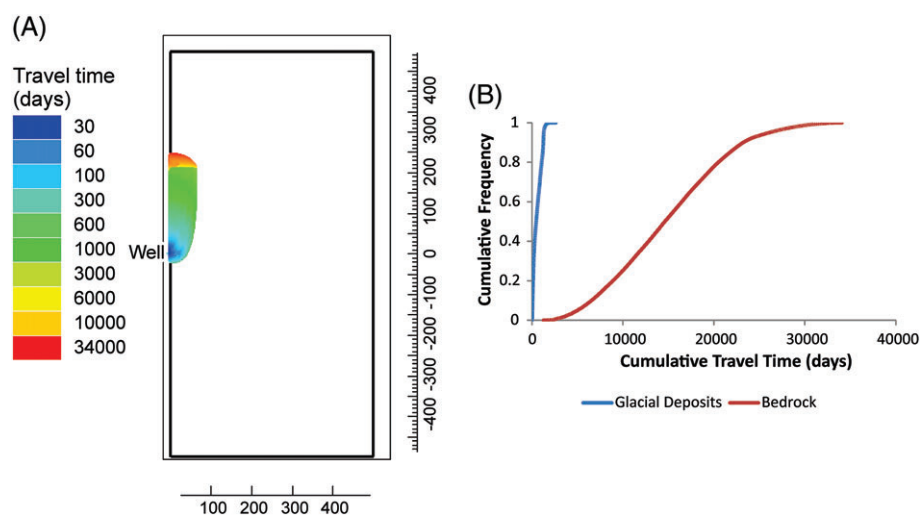 (A)
Travel time
(days)
30
60
100
300
600
1000
3000
6000
10000
34000
Well
400
300
200
100
0
-100
-200
-300
-400
100 200 300 400
(B)
Cumulative Frequency
1
0.8
0.6
0.4
0.2
0
0 10000 20000 30000 40000
Cumulative Travel Time (days)
Glacial Deposits Bedrock